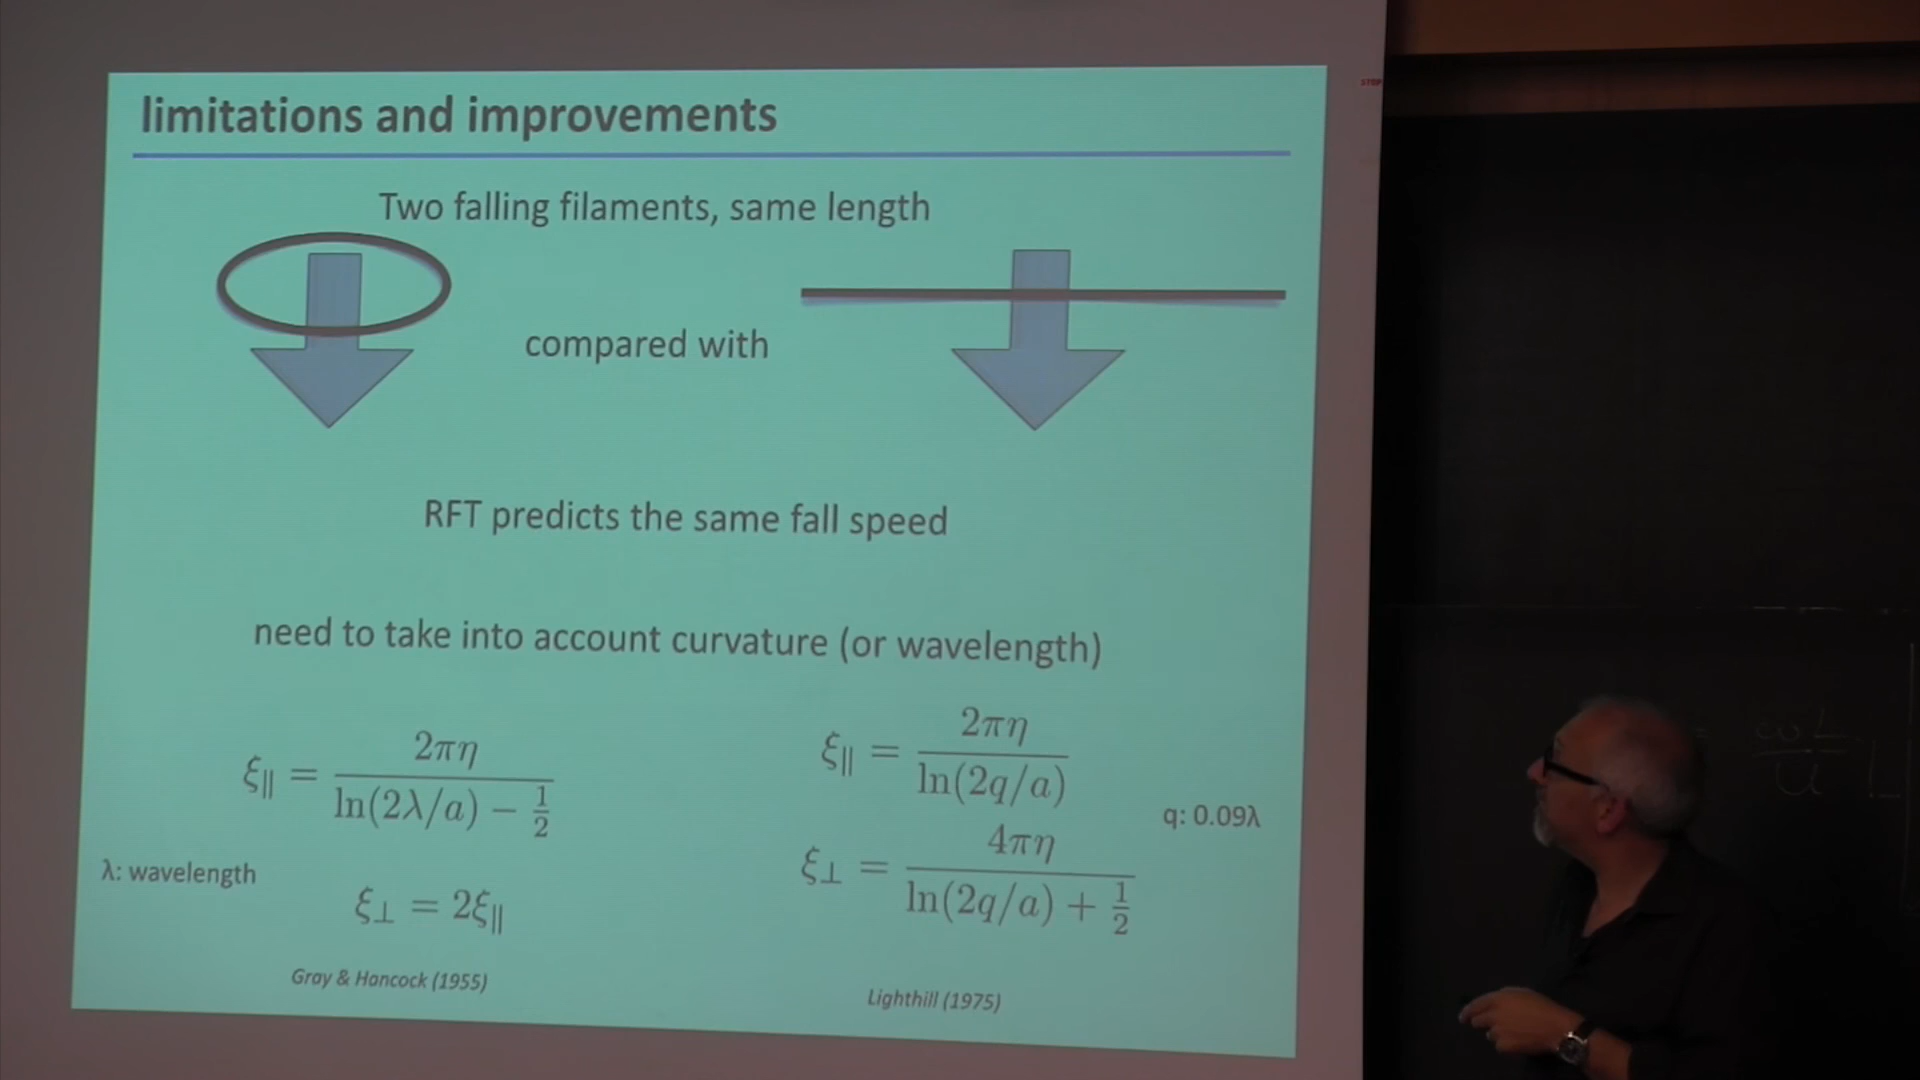 limitations and improvements
Two falling filaments, same length
compared with
RFT predicts the same fall speed
need to take into account curvature (or wavelength)
ξ∥ = 2πη / (ln(2λ/a) − 1/2)
ξ∥ = 2πη / ln(2q/a)
q: 0.09λ
ξ⊥ = 4πη / (ln(2q/a) + 1/2)
λ: wavelength
ξ⊥ = 2ξ∥
Gray & Hancock (1955)
Lighthill (1975)
STOP